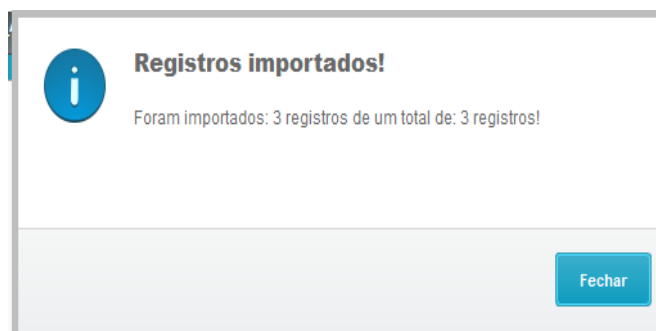 Registros importados!
Foram importados: 3 registros de um total de: 3 registros!
Fechar